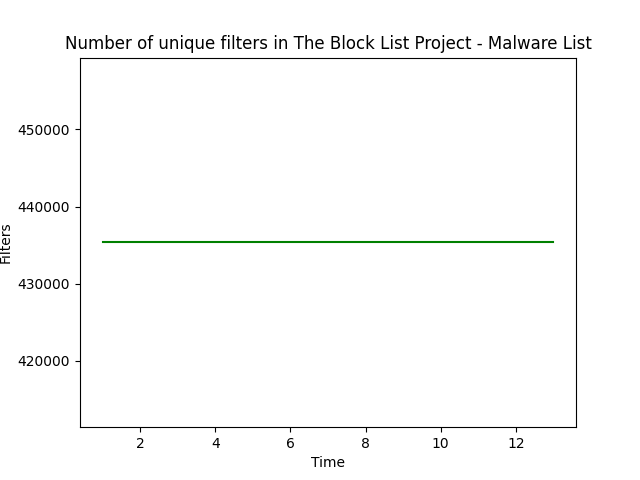 Number of unique filters in The Block List Project - Malware List
450000
440000
430000
420000
Filters
2 4 6 8 10 12
Time